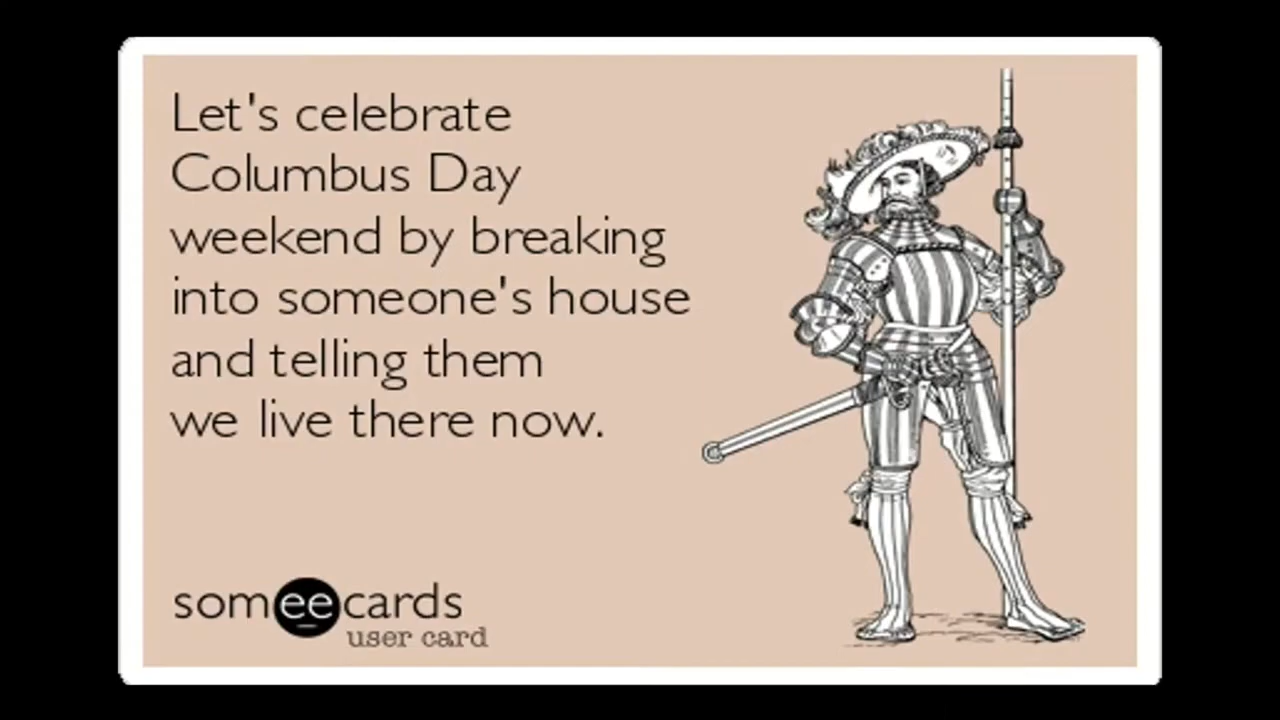 Let's celebrate
Columbus Day
weekend by breaking
into someone's house
and telling them
we live there now.
someecards
user card